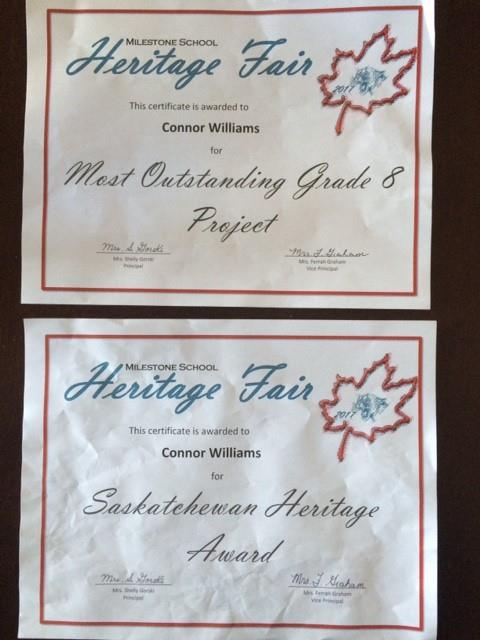 MILESTONE SCHOOL
Heritage Fair
2017
This certificate is awarded to
Connor Williams
for
Most Outstanding Grade 8
Project
Mrs. S. Gorski Mrs. F. Graham
Mrs. Shelly Gorski Mrs. Ferrah Graham
Principal Vice Principal
MILESTONE SCHOOL
Heritage Fair
2017
This certificate is awarded to
Connor Williams
for
Saskatchewan Heritage
Award
Mrs. S. Gorski Mrs. F. Graham
Mrs. Shelly Gorski Mrs. Ferrah Graham
Principal Vice Principal